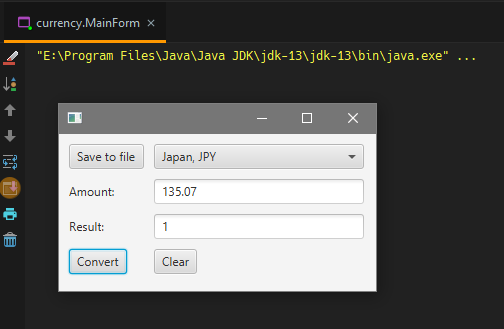 currency.MainForm
"E:\Program Files\Java\Java JDK\jdk-13\jdk-13\bin\java.exe" ...
Save to file Japan, JPY
Amount: 135.07
Result: 1
Convert Clear